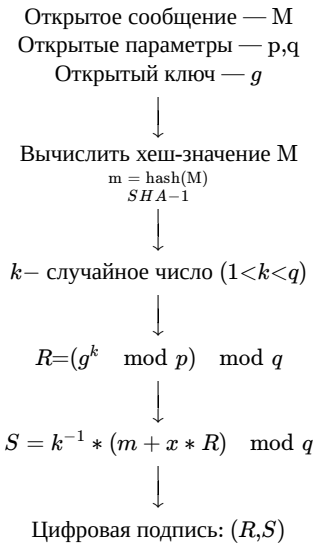 Открытое сообщение — M
Открытые параметры — p,q
Открытый ключ — g
Вычислить хеш-значение M
m = hash(M)
SHA−1
k− случайное число (1<k<q)
R=(g^k mod p) mod q
S = k^{-1} * (m + x * R) mod q
Цифровая подпись: (R,S)